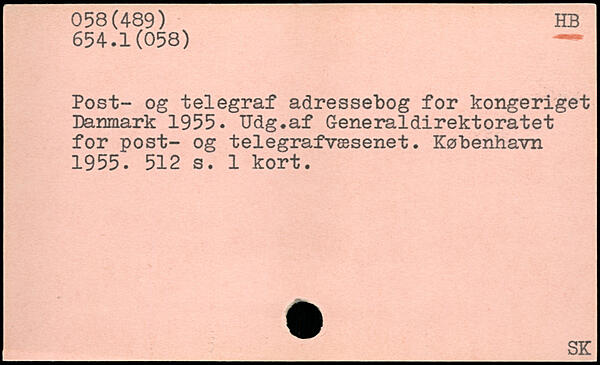 058(489)
HB
654.1(058)
Post- og telegraf adressebog for kongeriget
Danmark 1955. Udg.af Generaldirektoratet
for post- og telegrafvæsenet. København
1955. 512 s. 1 kort.
SK